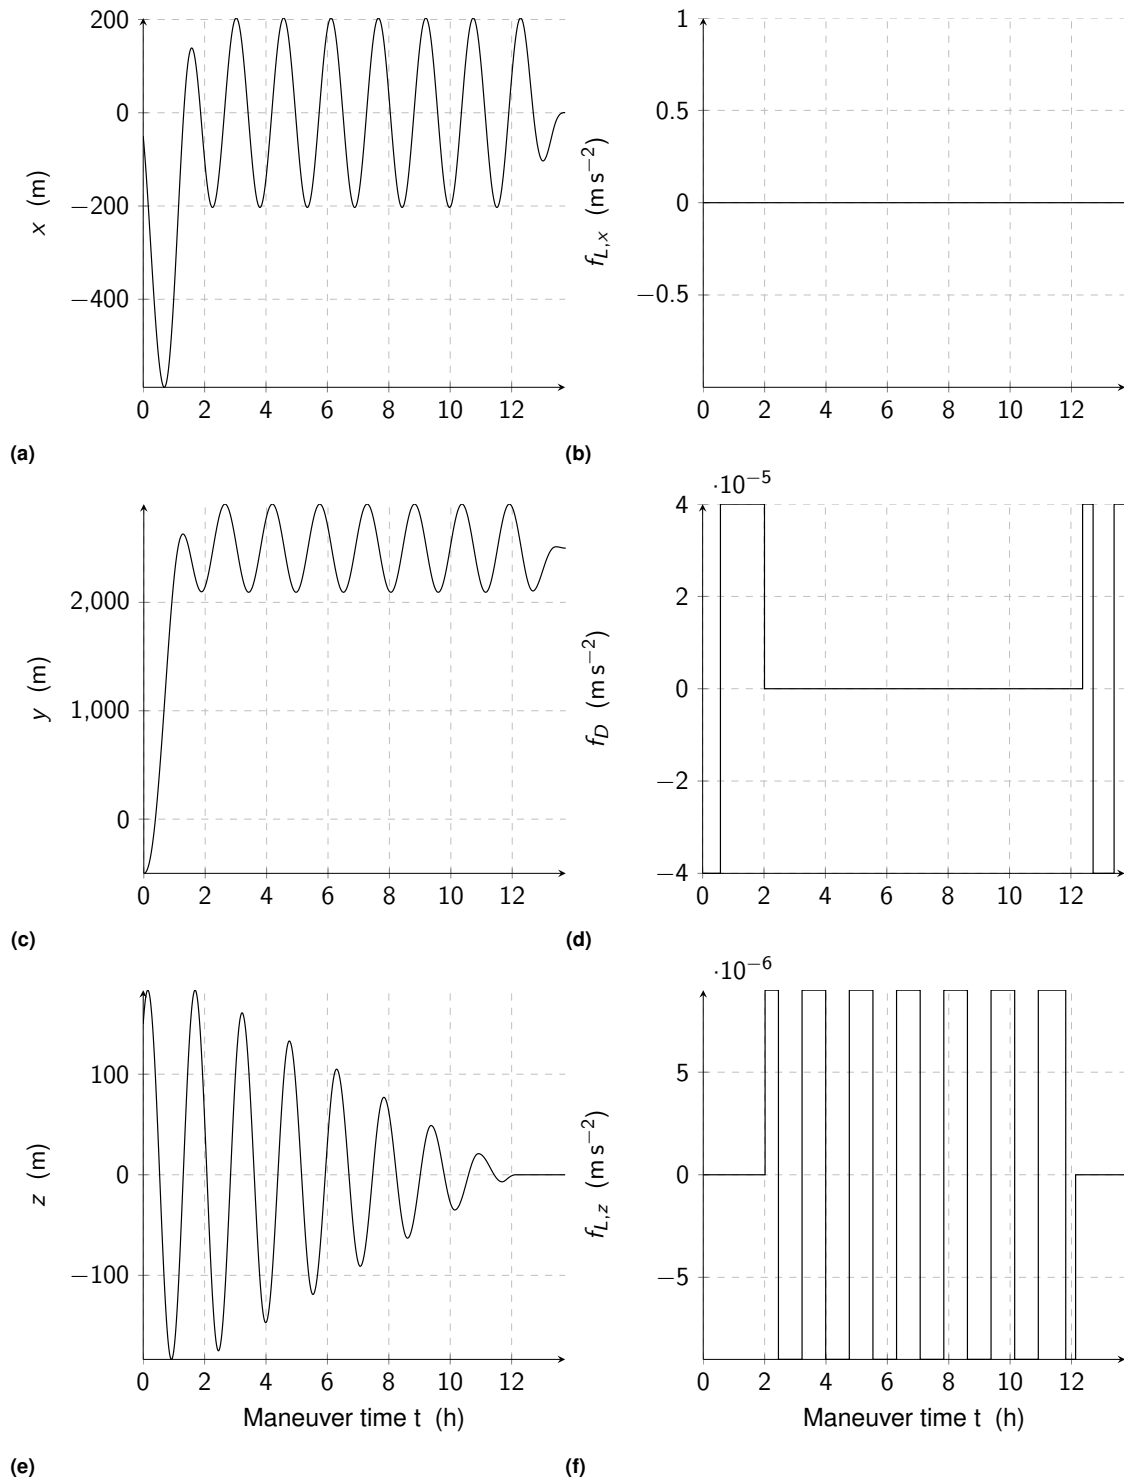 200
0
−200
−400
x (m)
0 2 4 6 8 10 12
(a)
1
0.5
0
−0.5
f_{L,x} (m s^{−2})
0 2 4 6 8 10 12
(b)
2,000
1,000
0
y (m)
0 2 4 6 8 10 12
(c)
·10^{−5}
4
2
0
−2
−4
f_D (m s^{−2})
0 2 4 6 8 10 12
(d)
100
0
−100
z (m)
0 2 4 6 8 10 12
Maneuver time t (h)
(e)
·10^{−6}
5
0
−5
f_{L,z} (m s^{−2})
0 2 4 6 8 10 12
Maneuver time t (h)
(f)